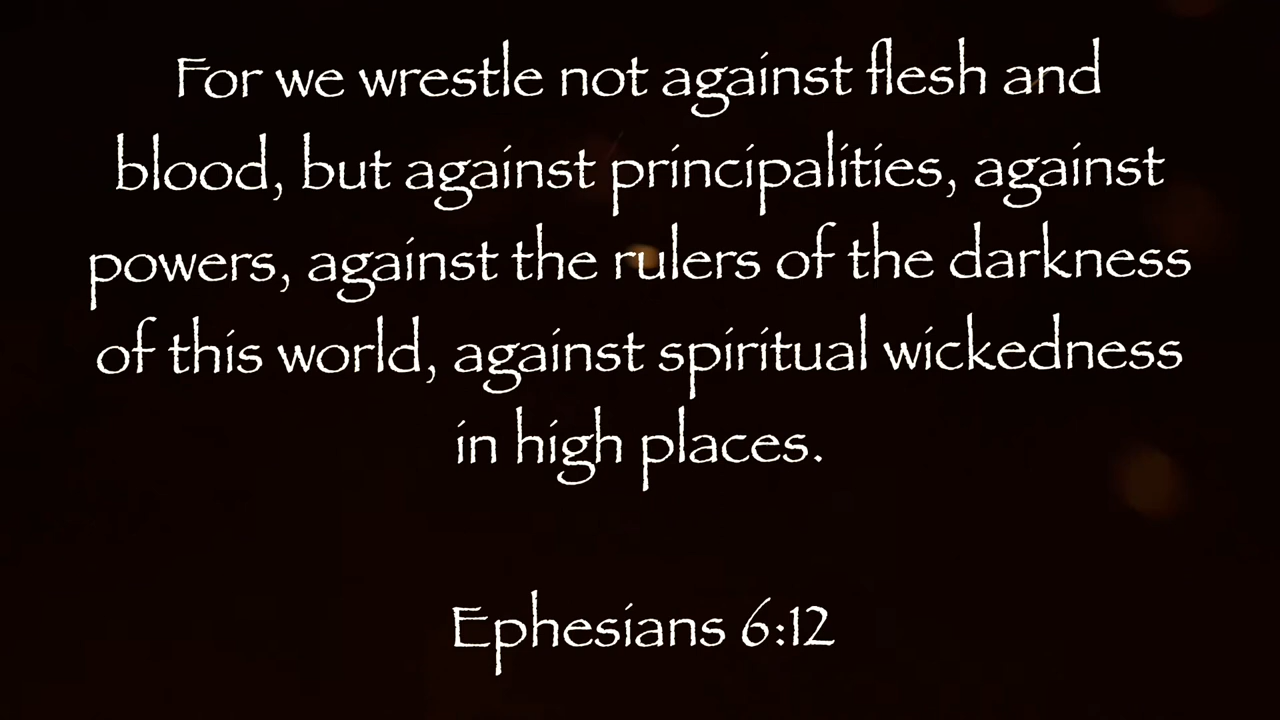 For we wrestle not against flesh and
blood, but against principalities, against
powers, against the rulers of the darkness
of this world, against spiritual wickedness
in high places.
Ephesians 6:12